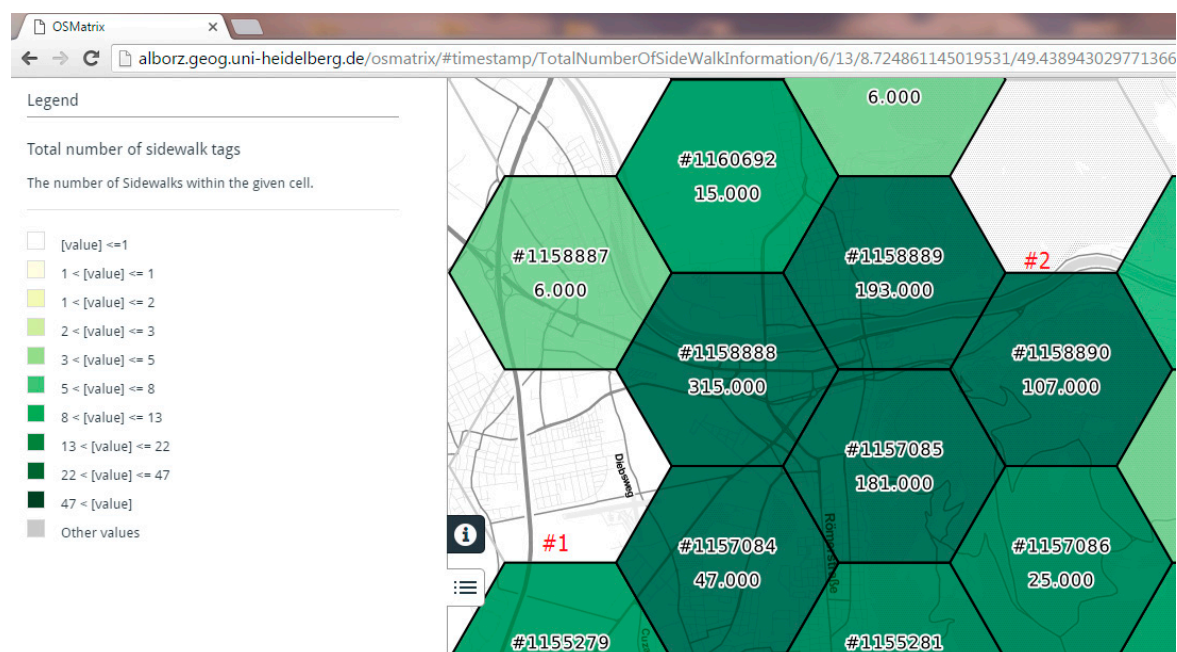 OSMatrix
alborz.geog.uni-heidelberg.de/osmatrix/#timestamp/TotalNumberOfSideWalkInformation/6/13/8.724861145019531/49.438943029771366
Legend
Total number of sidewalk tags
The number of Sidewalks within the given cell.
[value] <=1
1 < [value] <= 1
1 < [value] <= 2
2 < [value] <= 3
3 < [value] <= 5
5 < [value] <= 8
8 < [value] <= 13
13 < [value] <= 22
22 < [value] <= 47
47 < [value]
Other values
6.000
#1160692
15.000
#1158887
6.000
#1158889
193.000
#2
#1158888
315.000
#1158890
107.000
Diebsweg
#1157085
181.000
#1
#1157084
47.000
Römerstraße
#1157086
25.000
#1155279
#1155281